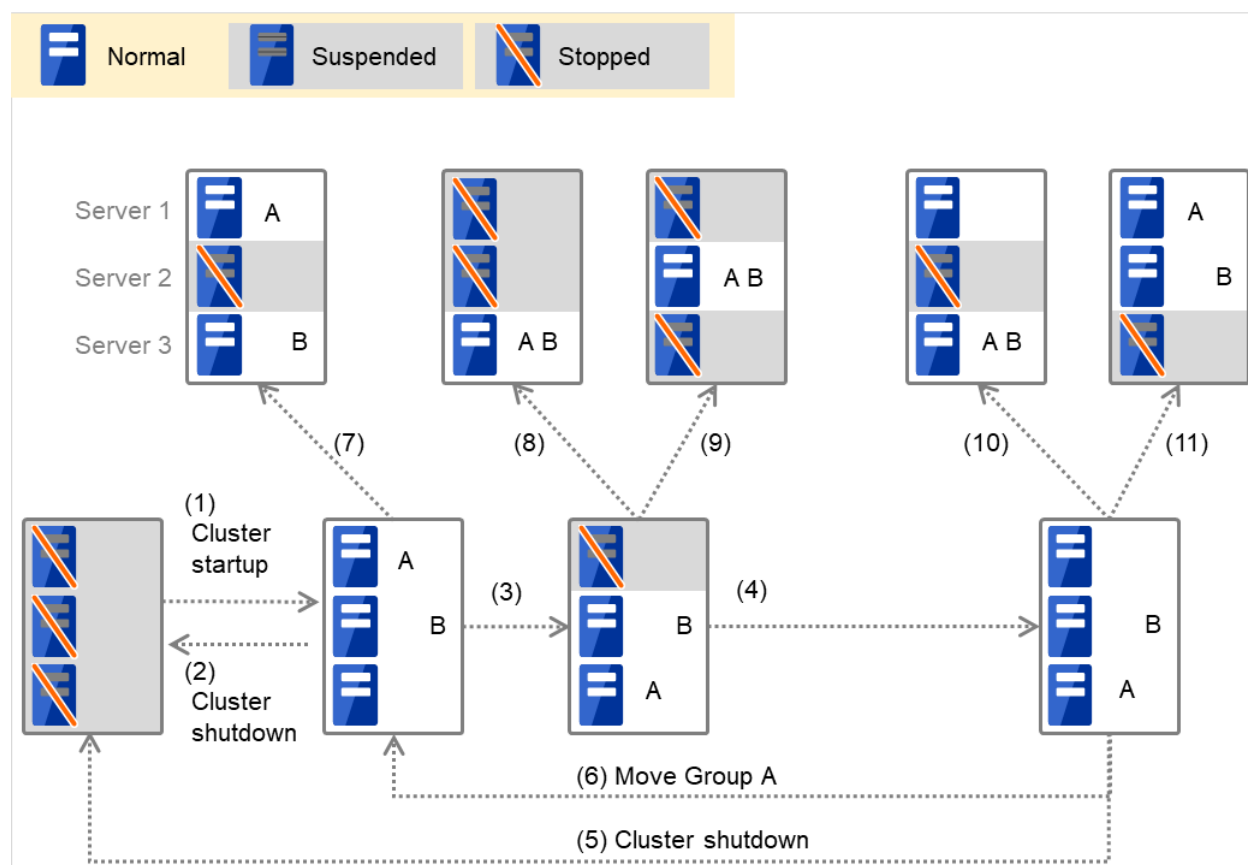 Normal
Suspended
Stopped
Server 1
Server 2
Server 3
A
B
A B
A B
A B
A
B
(7)
(8)
(9)
(10)
(11)
(1)
Cluster
startup
(2)
Cluster
shutdown
A
B
(3)
B
A
(4)
B
A
(6) Move Group A
(5) Cluster shutdown